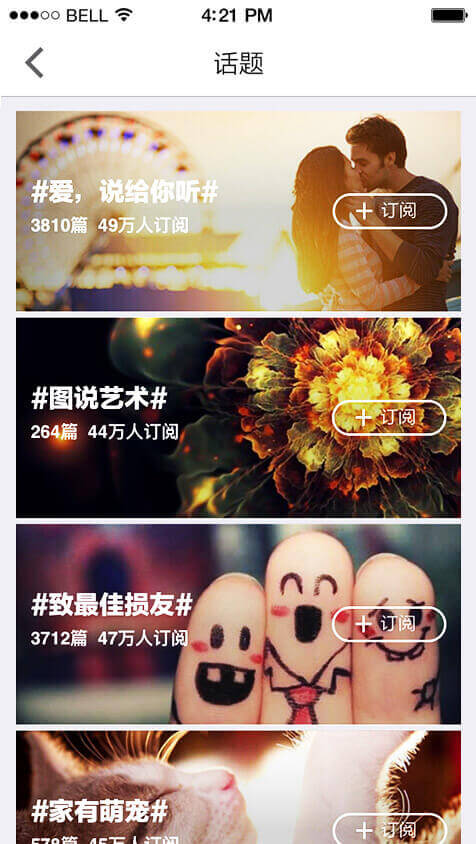 BELL 4:21 PM
话题
#爱，说给你听#
3810篇 49万人订阅
+ 订阅
#图说艺术#
264篇 44万人订阅
+ 订阅
#致最佳损友#
3712篇 47万人订阅
+ 订阅
#家有萌宠#
578篇 45万人订阅
+ 订阅